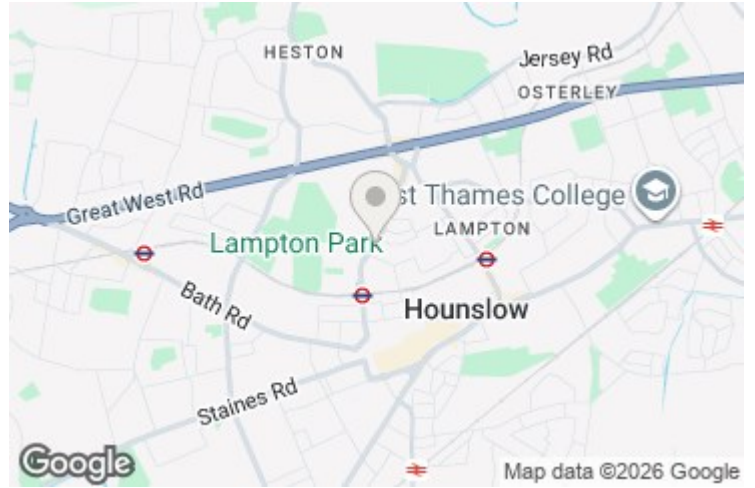 HESTON
Jersey Rd
OSTERLEY
Great West Rd
st Thames College
LAMPTON
Lampton Park
Bath Rd
Hounslow
Staines Rd
Google
Map data ©2026 Google